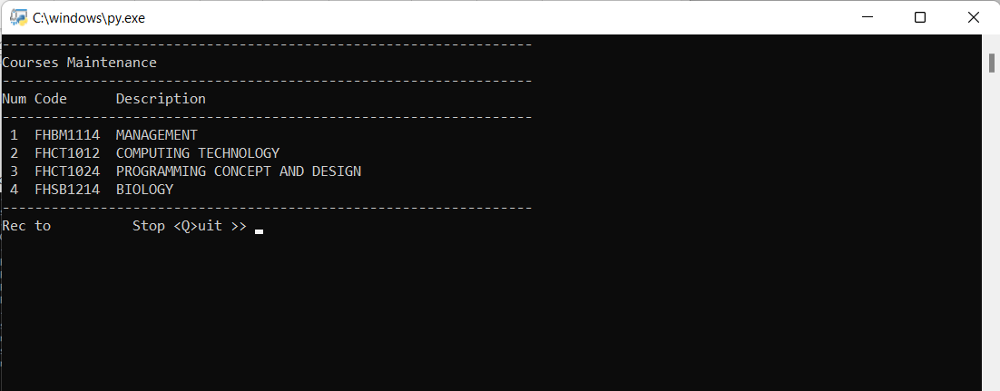 C:\windows\py.exe
-----------------------------------------------------------------
Courses Maintenance
-----------------------------------------------------------------
Num Code      Description
-----------------------------------------------------------------
 1  FHBM1114  MANAGEMENT
 2  FHCT1012  COMPUTING TECHNOLOGY
 3  FHCT1024  PROGRAMMING CONCEPT AND DESIGN
 4  FHSB1214  BIOLOGY
-----------------------------------------------------------------
Rec to          Stop <Q>uit >>